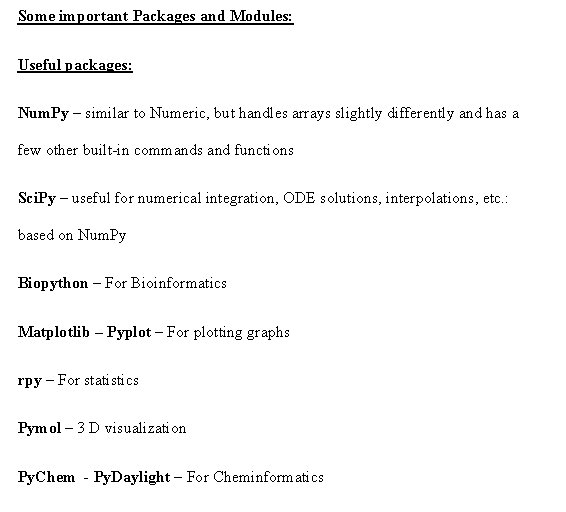 Some important Packages and Modules:
Useful packages:
NumPy – similar to Numeric, but handles arrays slightly differently and has a
few other built-in commands and functions
SciPy – useful for numerical integration, ODE solutions, interpolations, etc.:
based on NumPy
Biopython – For Bioinformatics
Matplotlib – Pyplot – For plotting graphs
rpy – For statistics
Pymol – 3 D visualization
PyChem - PyDaylight – For Cheminformatics